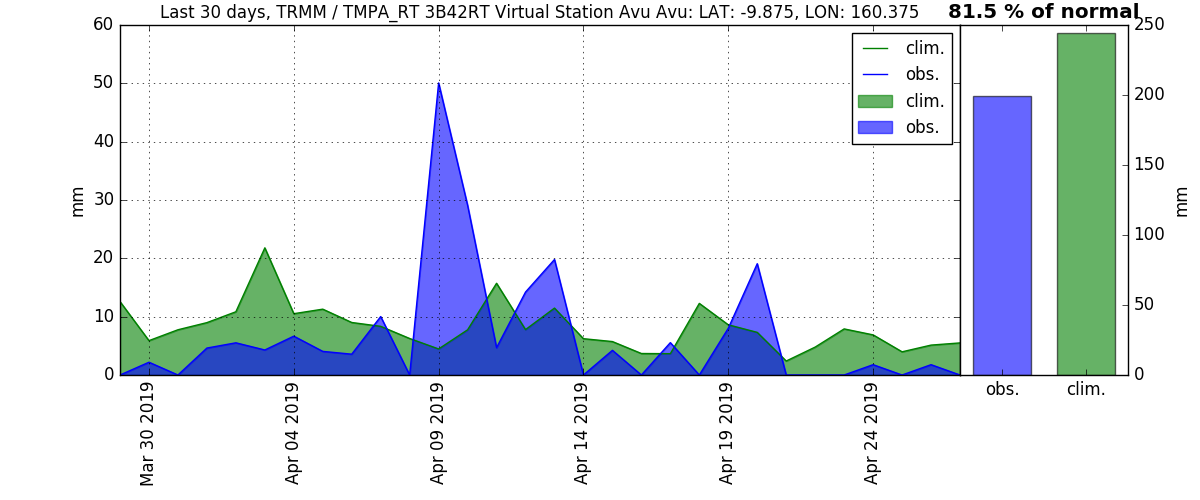 Last 30 days, TRMM / TMPA_RT 3B42RT Virtual Station Avu Avu: LAT: -9.875, LON: 160.375
81.5 % of normal
60
50
40
30
20
10
0
mm
clim.
obs.
clim.
obs.
250
200
150
100
50
0
mm
obs.
clim.
Mar 30 2019
Apr 04 2019
Apr 09 2019
Apr 14 2019
Apr 19 2019
Apr 24 2019